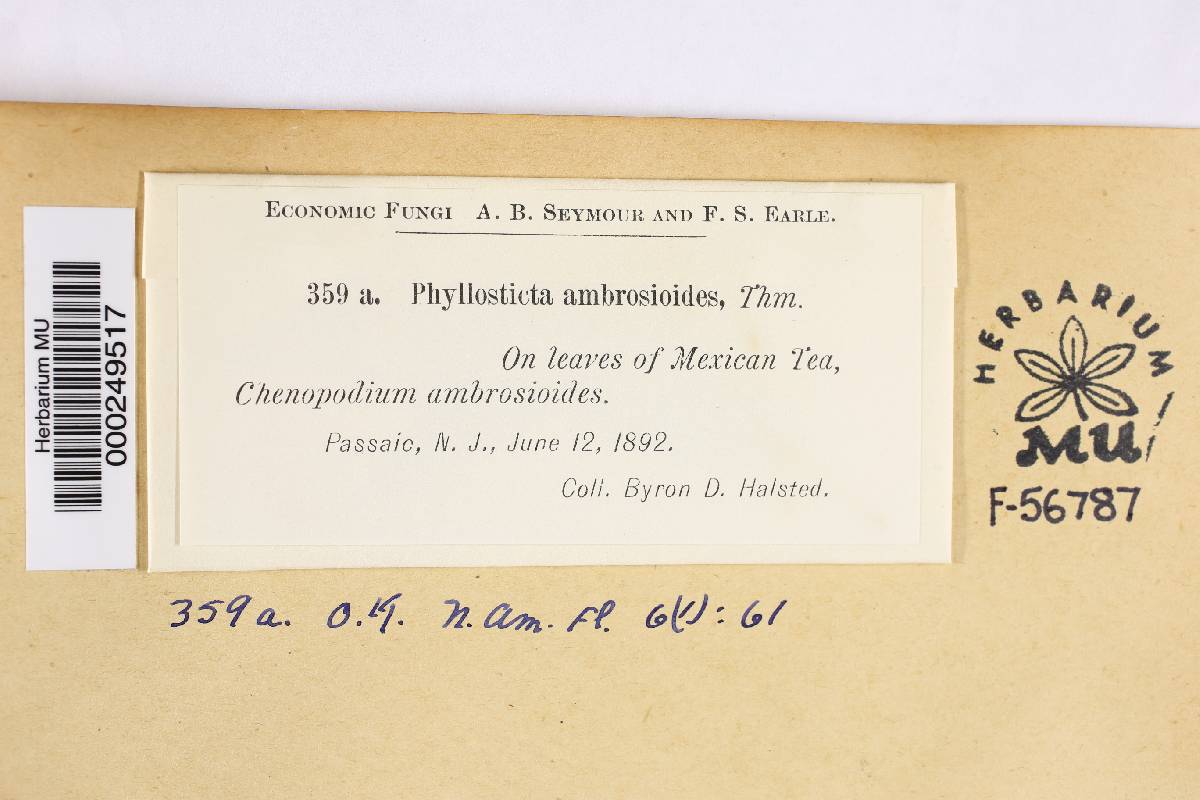 ECONOMIC FUNGI A. B. SEYMOUR AND F. S. EARLE.
359 a. Phyllosticta ambrosioides, Thm.
On leaves of Mexican Tea,
Chenopodium ambrosioides.
Passaic, N. J., June 12, 1892.
Coll. Byron D. Halsted.
Herbarium MU
000249517
HERBARIUM
MU
F-56787
359a. O.K. N. Am. Fl. 6(1): 61